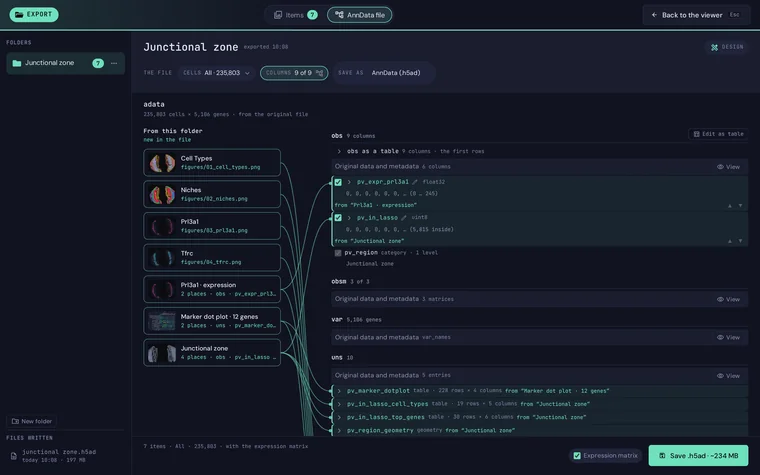 EXPORT
Items 7
AnnData file
Back to the viewer Esc
FOLDERS
Junctional zone 7
Junctional zone exported 10:08
DESIGN
THE FILE
CELLS All · 235,803
COLUMNS 9 of 9
SAVE AS AnnData (h5ad)
adata
235,803 cells × 5,106 genes · from the original file
From this folder
new in the file
Cell Types
figures/01_cell_types.png
Niches
figures/02_niches.png
Prl3a1
figures/03_prl3a1.png
Tfrc
figures/04_tfrc.png
Prl3a1 · expression
2 places · obs · pv_expr_prl3…
Marker dot plot · 12 genes
2 places · uns · pv_marker_do…
Junctional zone
4 places · obs · pv_in_lasso …
obs 9 columns
Edit as table
obs as a table 9 columns · the first rows
Original data and metadata 6 columns
View
pv_expr_prl3a1 float32
0, 0, 0, 0, 0, 0, … (0 … 245)
from "Prl3a1 · expression"
pv_in_lasso uint8
0, 0, 0, 0, 0, 0, … (5,815 inside)
from "Junctional zone"
pv_region category · 1 level
Junctional zone
obsm 3 of 3
Original data and metadata 1 matrices
View
var 5,106 genes
Original data and metadata var_names
View
uns 10
Original data and metadata 5 entries
View
pv_marker_dotplot table · 228 rows × 4 columns from "Marker dot plot · 12 genes"
pv_in_lasso_cell_types table · 19 rows × 5 columns from "Junctional zone"
pv_in_lasso_top_genes table · 30 rows × 6 columns from "Junctional zone"
pv_region_geometry geometry from "Junctional zone"
New folder
FILES WRITTEN
junctional zone.h5ad
today 10:08 · 197 MB
7 items · All · 235,803 · with the expression matrix
Expression matrix
Save .h5ad · ~234 MB